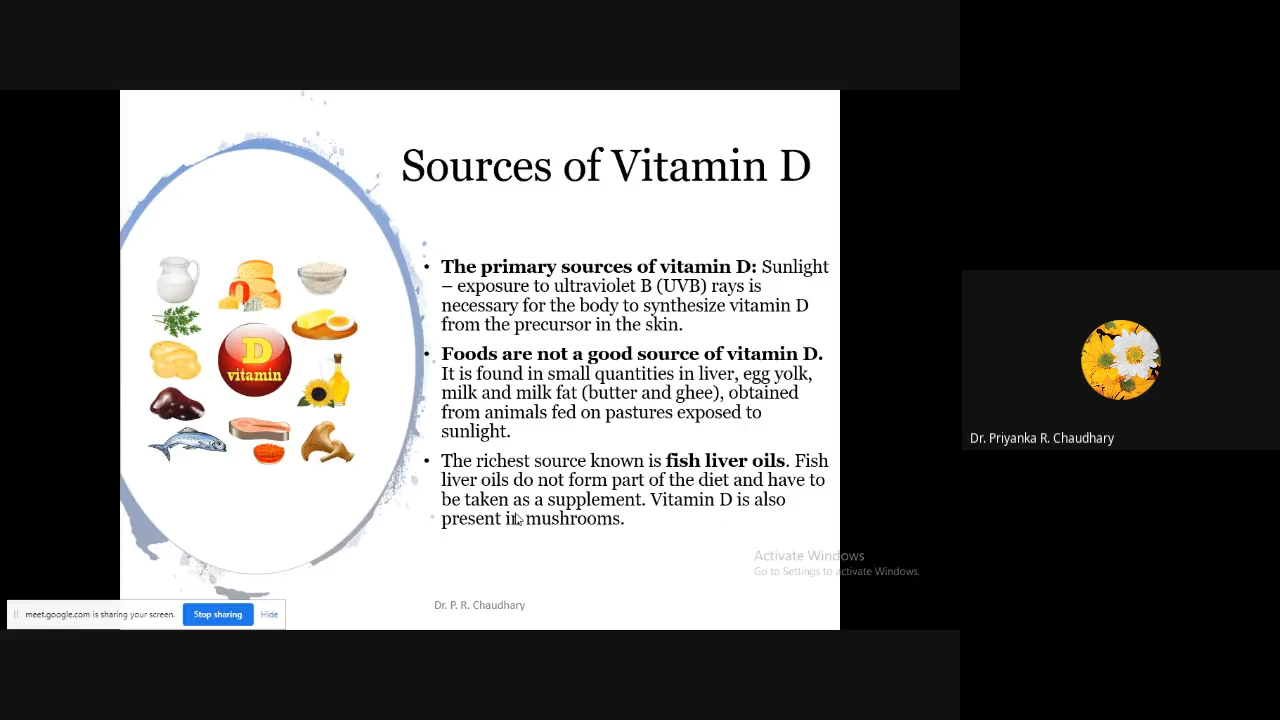 Sources of Vitamin D
• The primary sources of vitamin D: Sunlight
– exposure to ultraviolet B (UVB) rays is
necessary for the body to synthesize vitamin D
from the precursor in the skin.
• Foods are not a good source of vitamin D.
It is found in small quantities in liver, egg yolk,
milk and milk fat (butter and ghee), obtained
from animals fed on pastures exposed to
sunlight.
• The richest source known is fish liver oils. Fish
liver oils do not form part of the diet and have to
be taken as a supplement. Vitamin D is also
present in mushrooms.
D
vitamin
Dr. Priyanka R. Chaudhary
Activate Windows
Go to Settings to activate Windows.
Dr. P. R. Chaudhary
meet.google.com is sharing your screen.
Stop sharing
Hide